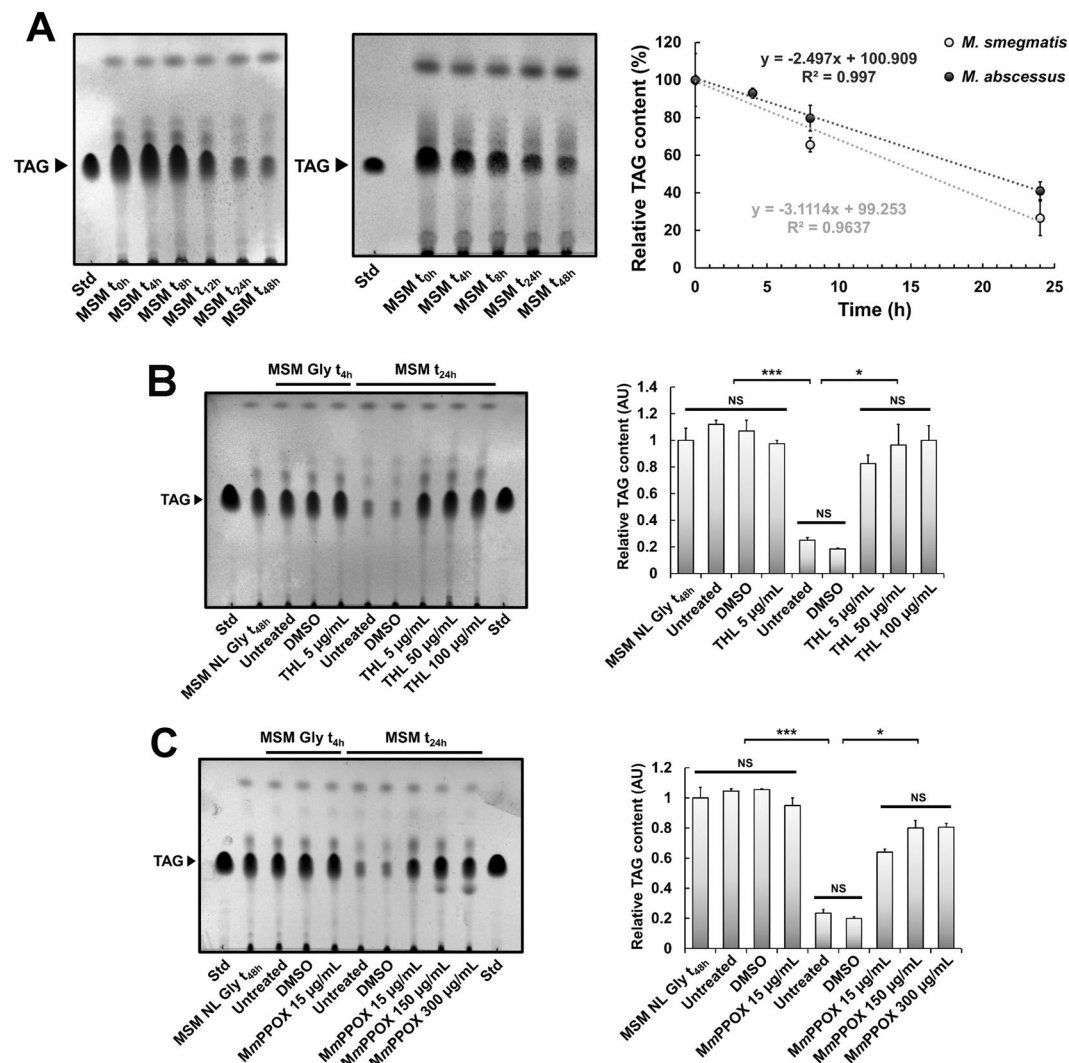 A
TAG
Std
MSM t0h
MSM t4h
MSM t8h
MSM t12h
MSM t24h
MSM t48h
TAG
Std
MSM t0h
MSM t4h
MSM t8h
MSM t24h
MSM t48h
Relative TAG content (%)
120
100
80
60
40
20
0
0
5
10
15
20
25
Time (h)
y = -2.497x + 100.909
R² = 0.997
y = -3.1114x + 99.253
R² = 0.9637
M. smegmatis
M. abscessus
B
MSM Gly t4h
MSM t24h
TAG
Std
MSM NL Gly t48h
Untreated
DMSO
THL 5 µg/mL
Untreated
DMSO
THL 5 µg/mL
THL 50 µg/mL
THL 100 µg/mL
Std
Relative TAG content (AU)
1.4
1.2
1
0.8
0.6
0.4
0.2
0
***
*
NS
NS
NS
MSM NL Gly t48h
Untreated
DMSO
THL 5 µg/mL
Untreated
DMSO
THL 5 µg/mL
THL 50 µg/mL
THL 100 µg/mL
C
MSM Gly t4h
MSM t24h
TAG
Std
MSM NL Gly t48h
Untreated
DMSO
MmPPOX 15 µg/mL
Untreated
DMSO
MmPPOX 15 µg/mL
MmPPOX 150 µg/mL
MmPPOX 300 µg/mL
Std
Relative TAG content (AU)
1.2
1
0.8
0.6
0.4
0.2
0
***
*
NS
NS
NS
MSM NL Gly t48h
Untreated
DMSO
MmPPOX 15 µg/mL
Untreated
DMSO
MmPPOX 15 µg/mL
MmPPOX 150 µg/mL
MmPPOX 300 µg/mL